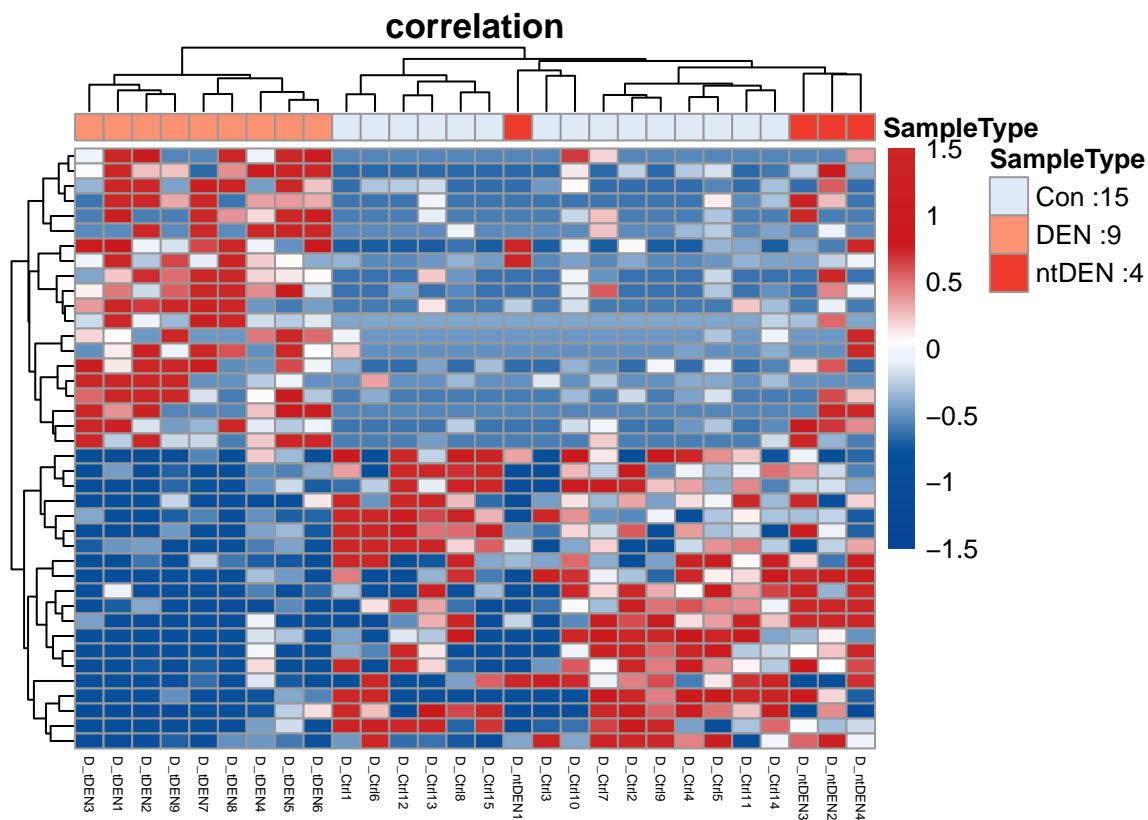 correlation
SampleType
1.5
1
0.5
0
−0.5
−1
−1.5
SampleType
Con :15
DEN :9
ntDEN :4
D_tDEN3
D_tDEN1
D_tDEN2
D_tDEN9
D_tDEN7
D_tDEN8
D_tDEN4
D_tDEN5
D_tDEN6
D_Ctrl1
D_Ctrl6
D_Ctrl12
D_Ctrl13
D_Ctrl8
D_Ctrl15
D_ntDEN1
D_Ctrl3
D_Ctrl10
D_Ctrl7
D_Ctrl2
D_Ctrl9
D_Ctrl4
D_Ctrl5
D_Ctrl11
D_Ctrl14
D_ntDEN3
D_ntDEN2
D_ntDEN4